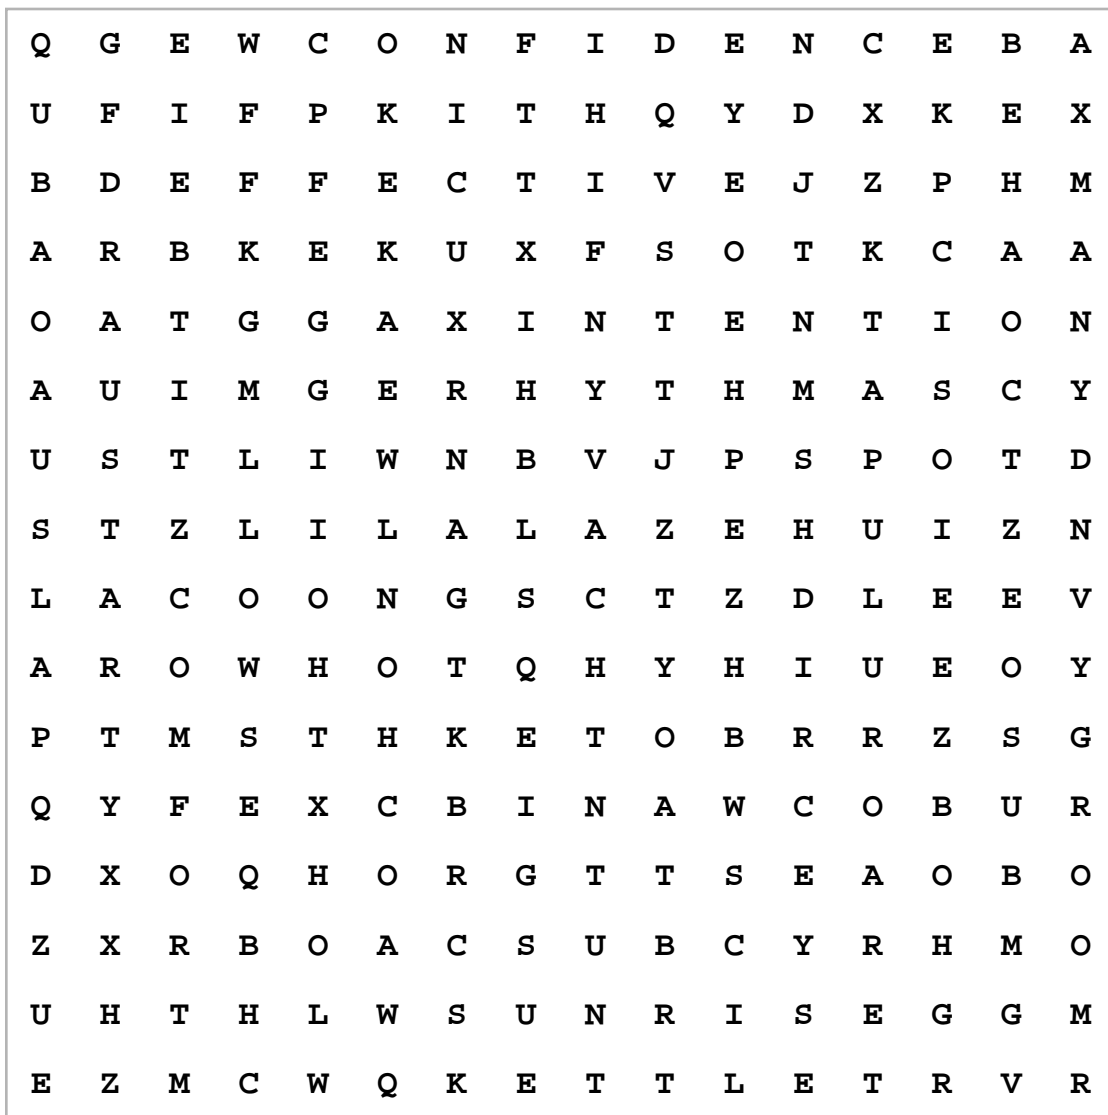 Q G E W C O N F I D E N C E B A
U F I F P K I T H Q Y D X K E X
B D E F F E C T I V E J Z P H M
A R B K E K U X F S O T K C A A
O A T G G A X I N T E N T I O N
A U I M G E R H Y T H M A S C Y
U S T L I W N B V J P S P O T D
S T Z L I L A L A Z E H U I Z N
L A C O O N G S C T Z D L E E V
A R O W H O T Q H Y H I U E O Y
P T M S T H K E T O B R R Z S G
Q Y F E X C B I N A W C O B U R
D X O Q H O R G T T S E A O B O
Z X R B O A C S U B C Y R H M O
U H T H L W S U N R I S E G G M
E Z M C W Q K E T T L E T R V R